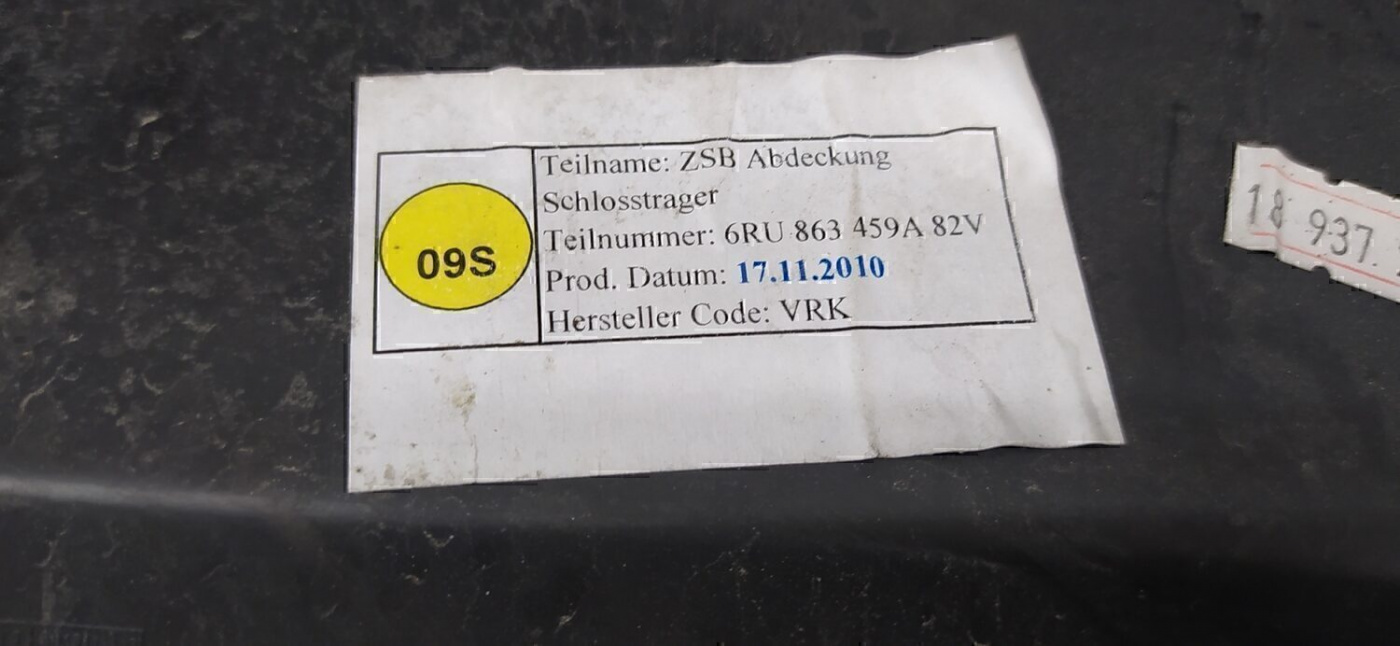 09S
Teilname: ZSB Abdeckung
Schlosstrager
Teilnummer: 6RU 863 459A 82V
Prod. Datum: 17.11.2010
Hersteller Code: VRK
18 937.